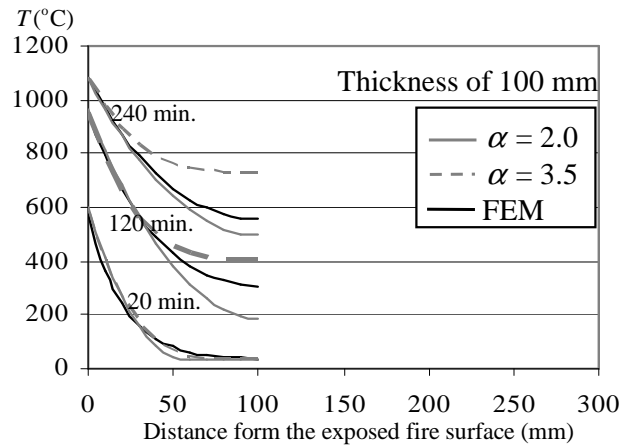 T (°C)
1200
1000
800
600
400
200
0
Thickness of 100 mm
α = 2.0
α = 3.5
FEM
240 min.
120 min.
20 min.
0 50 100 150 200 250 300
Distance form the exposed fire surface (mm)